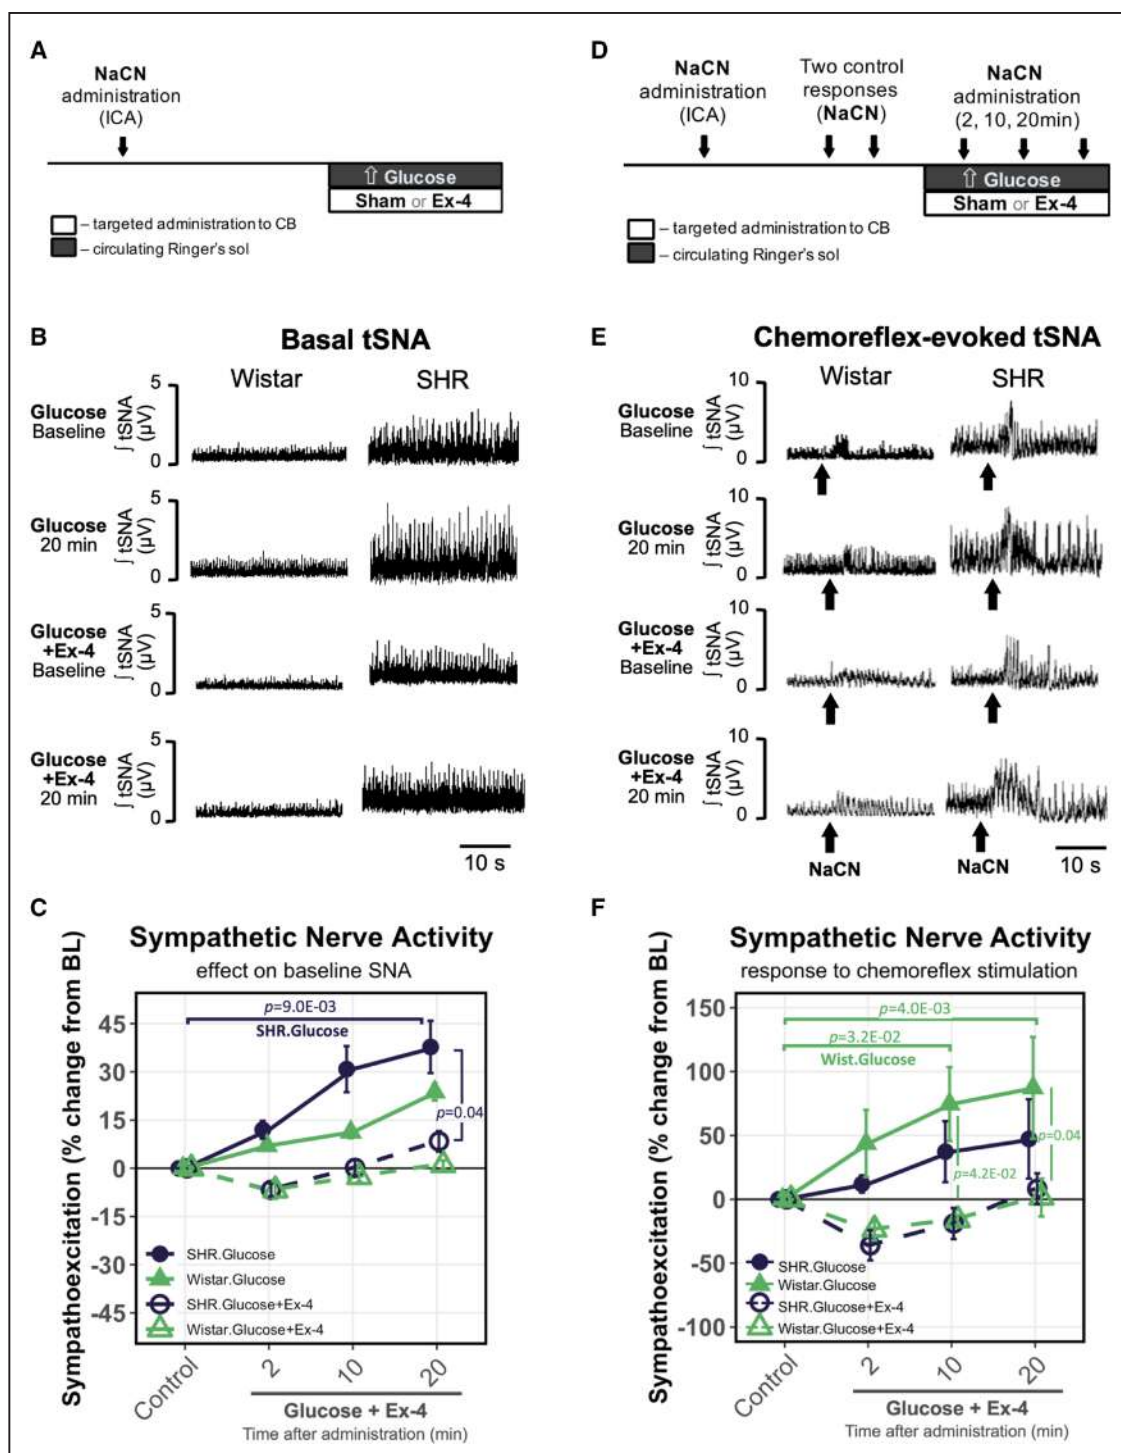 A
NaCN
administration
(ICA)
⇧ Glucose
Sham or Ex-4
– targeted administration to CB
– circulating Ringer's sol
D
NaCN
administration
(ICA)
Two control
responses
(NaCN)
NaCN
administration
(2, 10, 20min)
⇧ Glucose
Sham or Ex-4
– targeted administration to CB
– circulating Ringer's sol
B
Basal tSNA
Wistar
SHR
Glucose
Baseline
∫ tSNA
(µV)
5
0
Glucose
20 min
∫ tSNA
(µV)
5
0
Glucose
+Ex-4
Baseline
∫ tSNA
(µV)
5
0
Glucose
+Ex-4
20 min
∫ tSNA
(µV)
5
0
10 s
E
Chemoreflex-evoked tSNA
Wistar
SHR
Glucose
Baseline
∫ tSNA
(µV)
10
0
Glucose
20 min
∫ tSNA
(µV)
10
0
Glucose
+Ex-4
Baseline
∫ tSNA
(µV)
10
0
Glucose
+Ex-4
20 min
∫ tSNA
(µV)
10
0
NaCN
NaCN
10 s
C
Sympathetic Nerve Activity
effect on baseline SNA
Sympathoexcitation (% change from BL)
45
30
15
0
-15
-30
-45
p=9.0E-03
SHR.Glucose
p=0.04
SHR.Glucose
Wistar.Glucose
SHR.Glucose+Ex-4
Wistar.Glucose+Ex-4
Control
2
10
20
Glucose + Ex-4
Time after administration (min)
F
Sympathetic Nerve Activity
response to chemoreflex stimulation
Sympathoexcitation (% change from BL)
150
100
50
0
-50
-100
p=4.0E-03
p=3.2E-02
Wist.Glucose
p=0.04
p=4.2E-02
SHR.Glucose
Wistar.Glucose
SHR.Glucose+Ex-4
Wistar.Glucose+Ex-4
Control
2
10
20
Glucose + Ex-4
Time after administration (min)